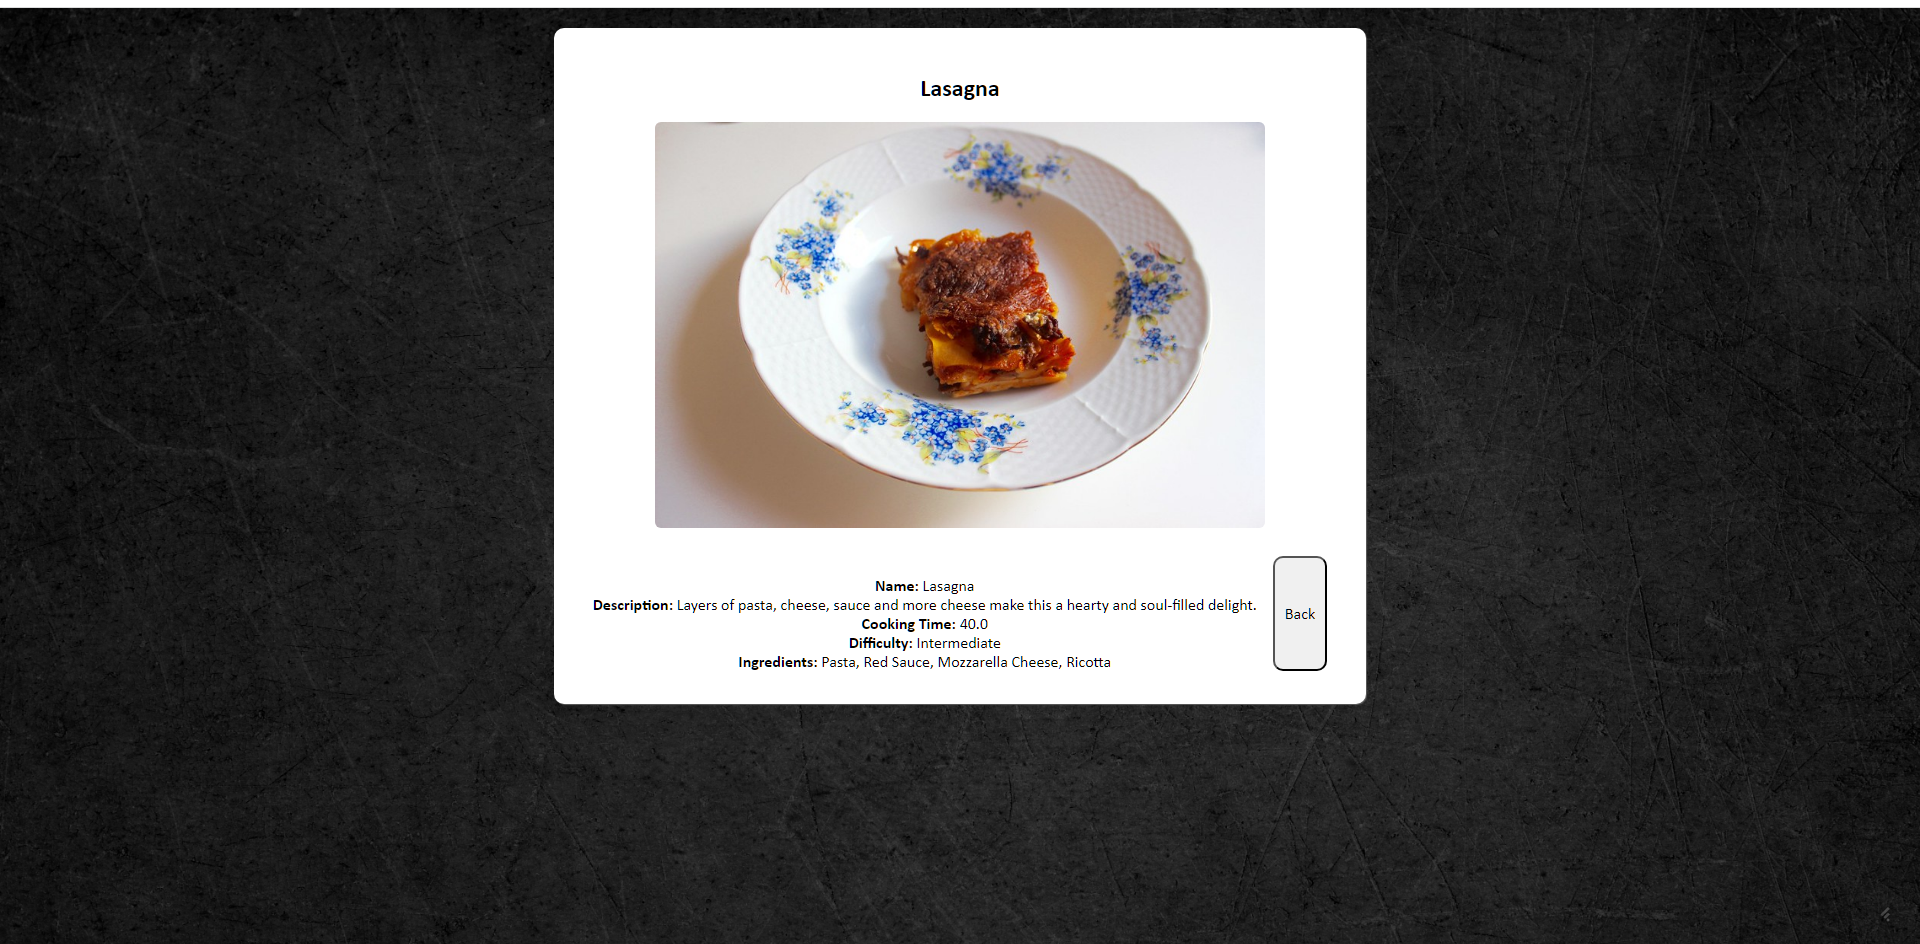 Lasagna
Name: Lasagna
Description: Layers of pasta, cheese, sauce and more cheese make this a hearty and soul-filled delight.
Cooking Time: 40.0
Difficulty: Intermediate
Ingredients: Pasta, Red Sauce, Mozzarella Cheese, Ricotta
Back